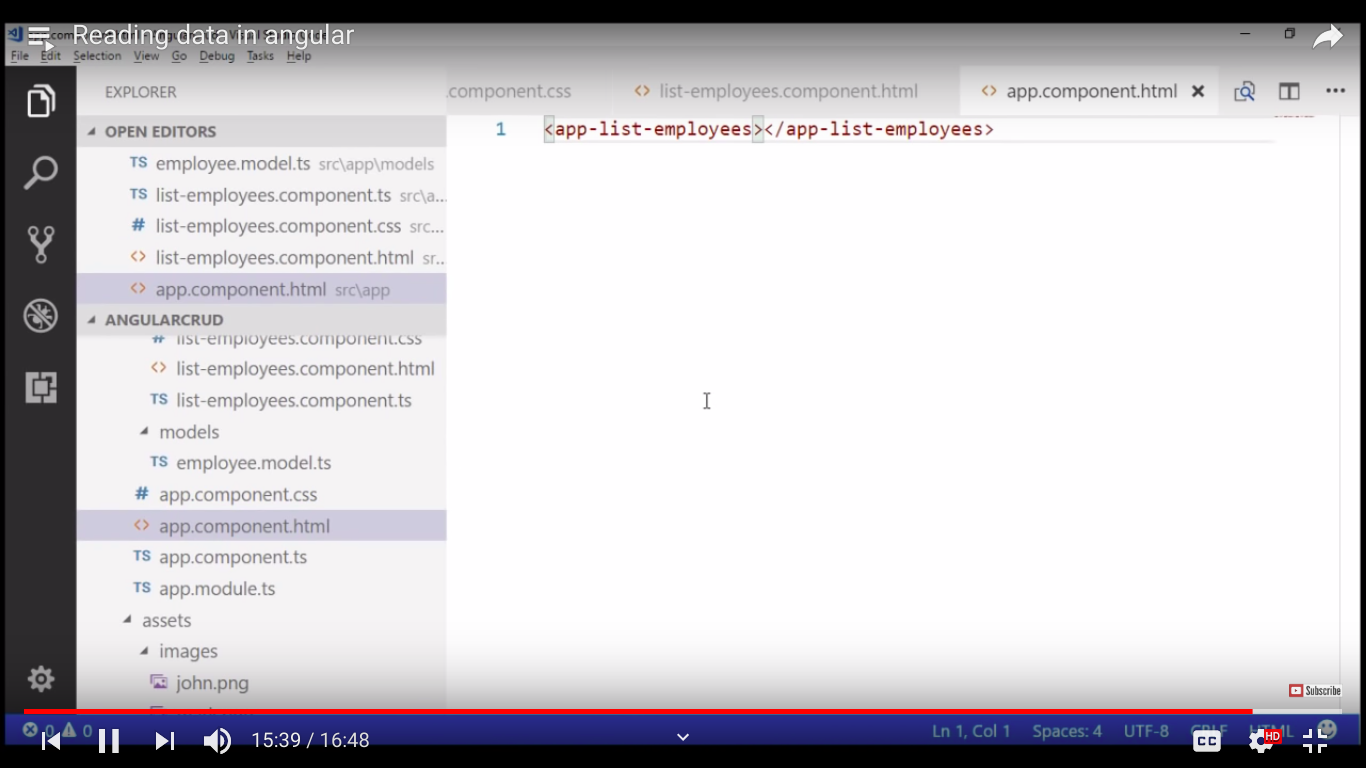 Reading data in angular
File Edit Selection View Go Debug Tasks Help
EXPLORER
.component.css
list-employees.component.html
app.component.html
OPEN EDITORS
1 <app-list-employees></app-list-employees>
TS employee.model.ts src\app\models
TS list-employees.component.ts src\a...
# list-employees.component.css src...
<> list-employees.component.html sr...
<> app.component.html src\app
ANGULARCRUD
# list-employees.component.css
<> list-employees.component.html
TS list-employees.component.ts
models
TS employee.model.ts
# app.component.css
<> app.component.html
TS app.component.ts
TS app.module.ts
assets
images
john.png
Subscribe
0 0
Ln 1, Col 1 Spaces: 4 UTF-8 CRLF HTML
15:39 / 16:48
CC HD